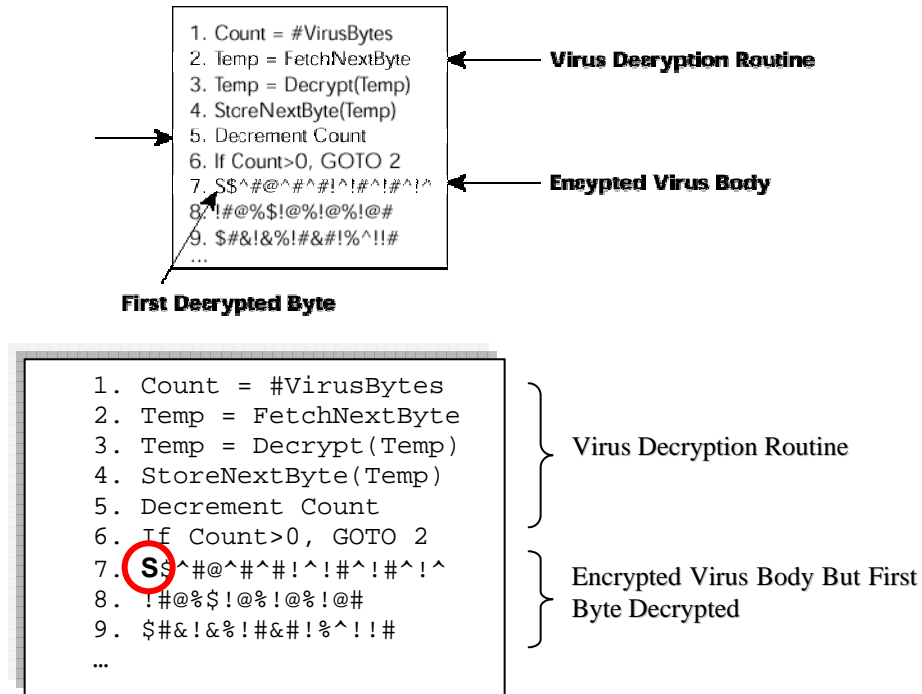 1. Count = #VirusBytes
2. Temp = FetchNextByte
Virus Decryption Routine
3. Temp = Decrypt(Temp)
4. StoreNextByte(Temp)
5. Decrement Count
6. If Count>0, GOTO 2
7. S$^#@^#^#!^!#^!#^!^
Encypted Virus Body
8. !#@%$!@%!@%!@#
9. $#&!&%!#&#!%^!!#
...
First Decrypted Byte
1. Count = #VirusBytes
2. Temp = FetchNextByte
3. Temp = Decrypt(Temp)
4. StoreNextByte(Temp)
5. Decrement Count
6. If Count>0, GOTO 2
7. S$^#@^#^#!^!#^!#^!^
8. !#@%$!@%!@%!@#
9. $#&!&%!#&#!%^!!#
…
Virus Decryption Routine
Encrypted Virus Body But First
Byte Decrypted